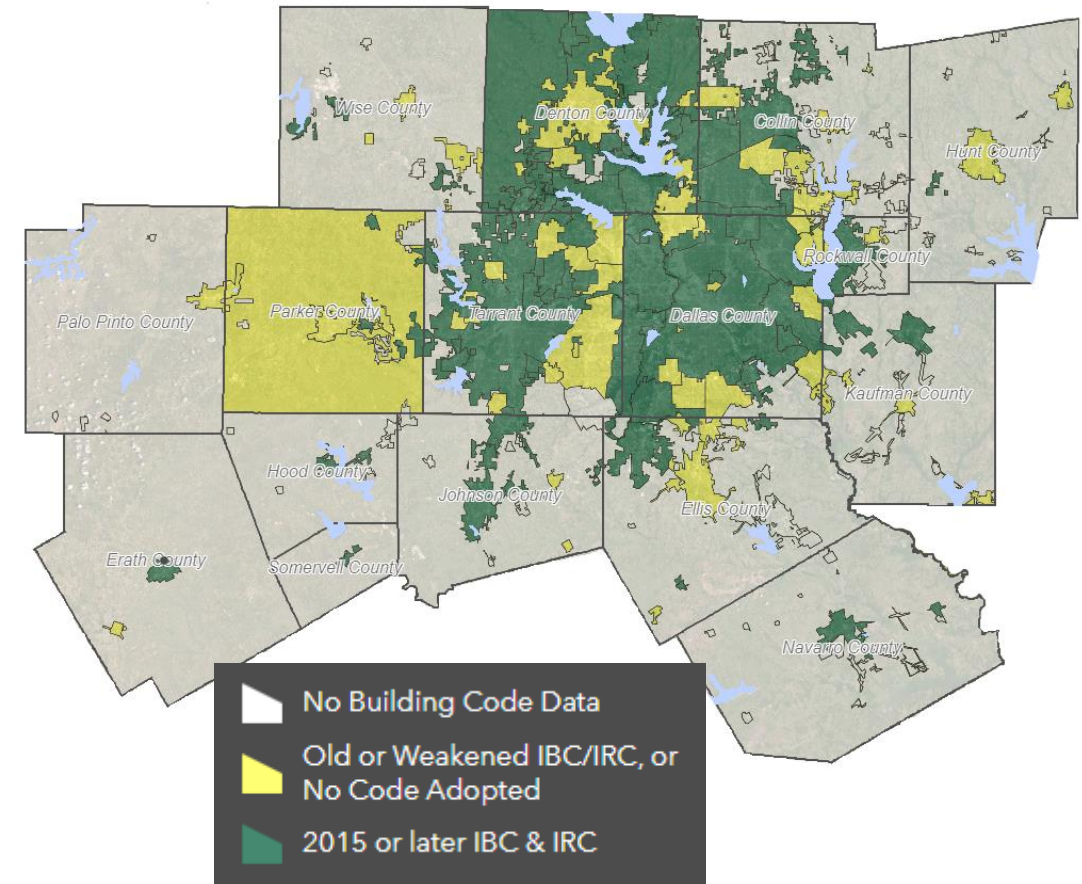 Wise County
Denton County
Collin County
Hunt County
Rockwall County
Palo Pinto County
Parker County
Tarrant County
Dallas County
Kaufman County
Hood County
Johnson County
Ellis County
Erath County
Somervell County
Navarro County
No Building Code Data
Old or Weakened IBC/IRC, or
No Code Adopted
2015 or later IBC & IRC